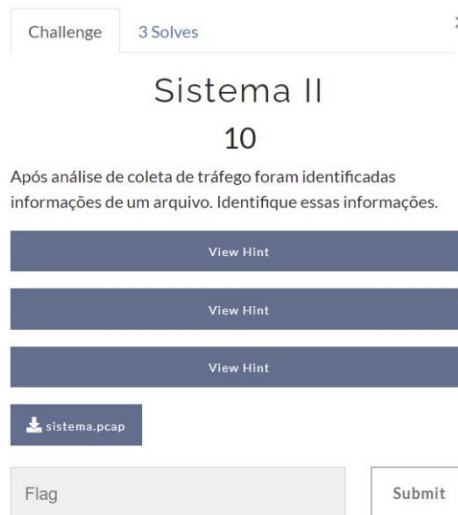 Challenge 3 Solves
Sistema II
10
Após análise de coleta de tráfego foram identificadas
informações de um arquivo. Identifique essas informações.
View Hint
View Hint
View Hint
sistema.pcap
Flag Submit